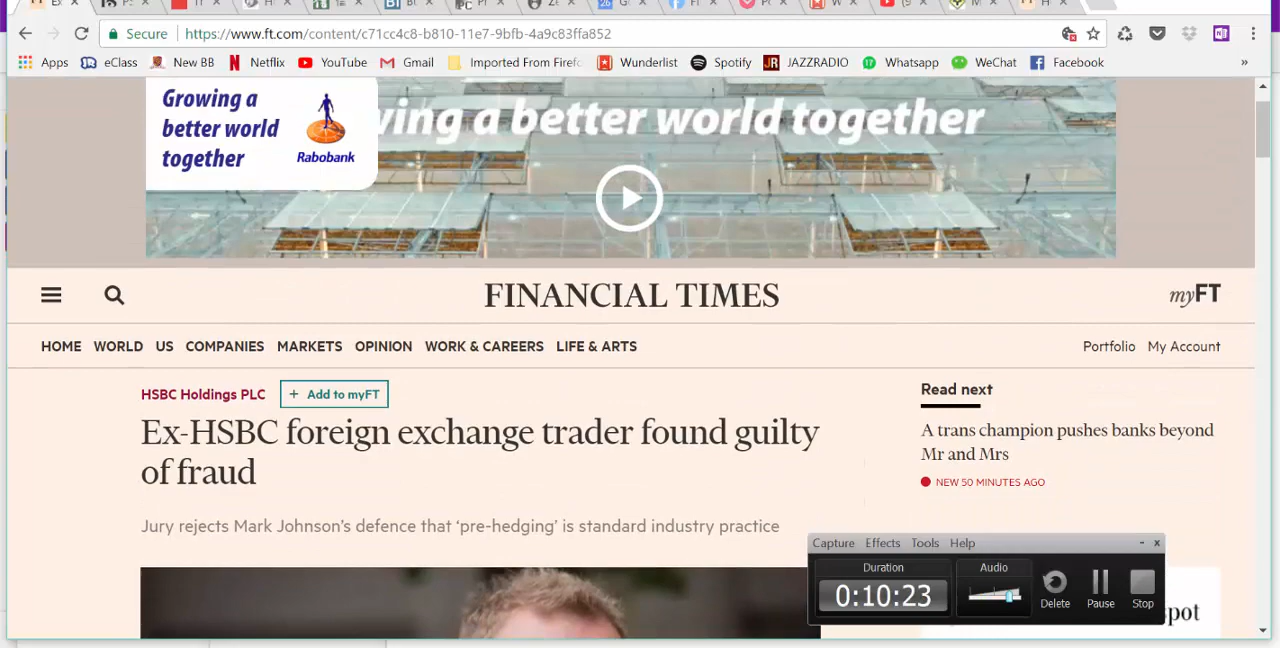 Secure
https://www.ft.com/content/c71cc4c8-b810-11e7-9bfb-4a9c83ffa852
Apps eClass New BB Netflix YouTube Gmail Imported From Firefo Wunderlist Spotify JAZZRADIO Whatsapp WeChat Facebook »
Growing a
better world
together
Rabobank
wing a better world together
FINANCIAL TIMES
myFT
HOME WORLD US COMPANIES MARKETS OPINION WORK & CAREERS LIFE & ARTS
Portfolio My Account
HSBC Holdings PLC + Add to myFT
Ex-HSBC foreign exchange trader found guilty
of fraud
Jury rejects Mark Johnson's defence that 'pre-hedging' is standard industry practice
Read next
A trans champion pushes banks beyond
Mr and Mrs
NEW 50 MINUTES AGO
Capture Effects Tools Help
Duration
0:10:23
Audio
Delete Pause Stop
spot